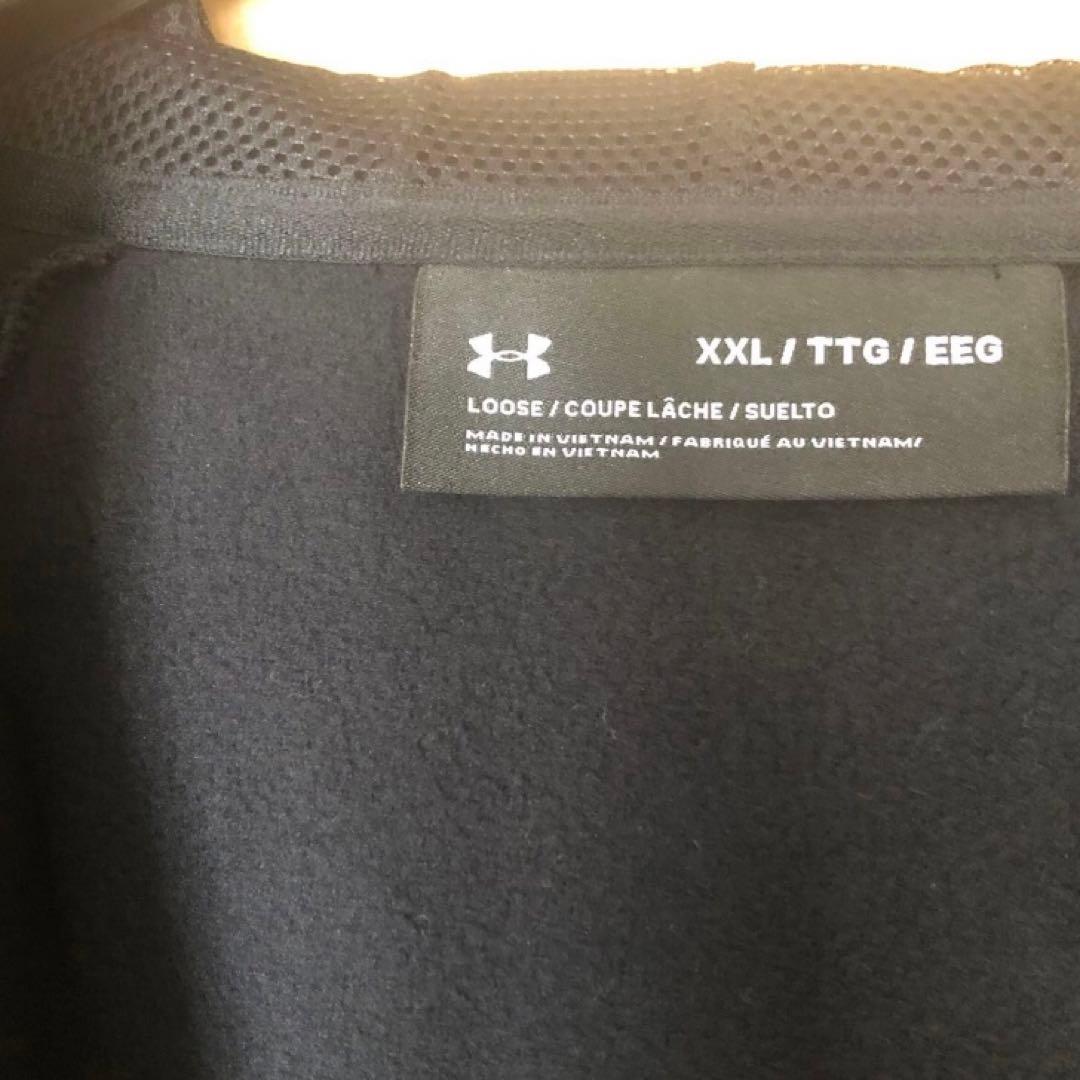 XXL / TTG / EEG
LOOSE / COUPE LÂCHE / SUELTO
MADE IN VIETNAM / FABRIQUÉ AU VIETNAM/
HECHO EN VIETNAM